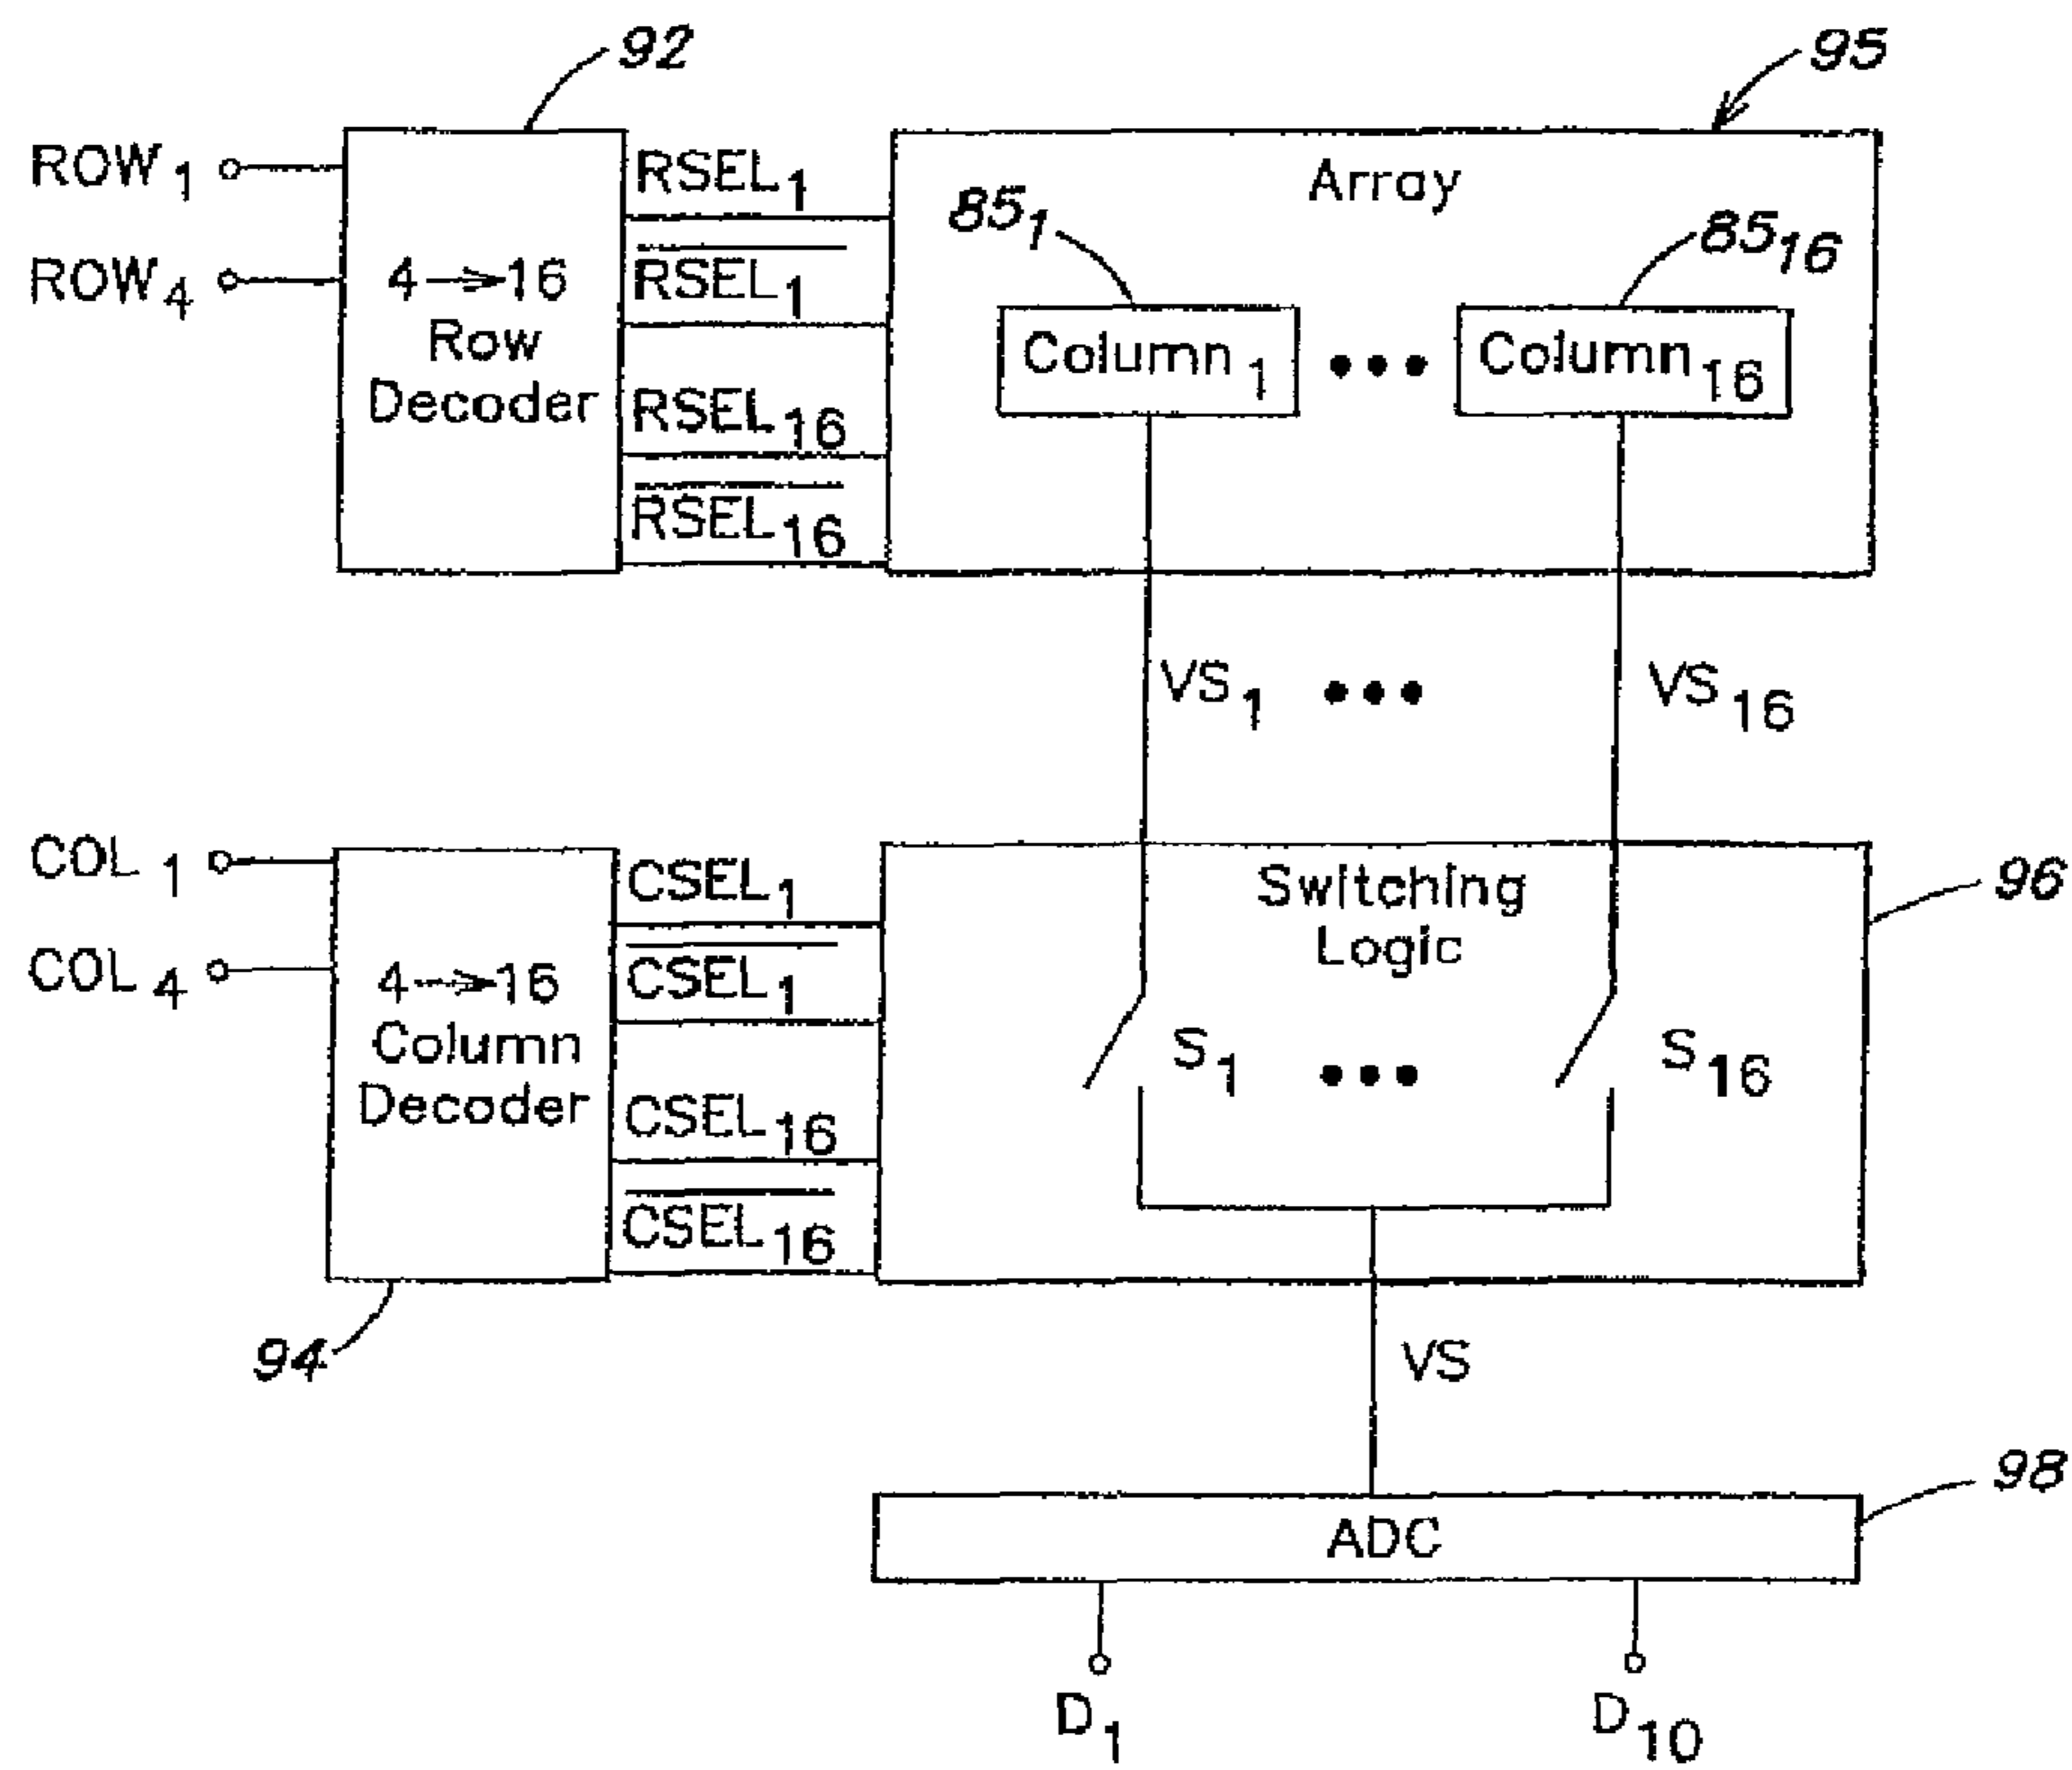 92
95
ROW1
ROW4
4→16
Row
Decoder
RSEL1
RSEL1
RSEL16
RSEL16
Array
851
8516
Column1
Column16
VS1
VS16
COL1
COL4
4→16
Column
Decoder
94
CSEL1
CSEL1
CSEL16
CSEL16
Switching
Logic
96
S1
S16
VS
98
ADC
D1
D10